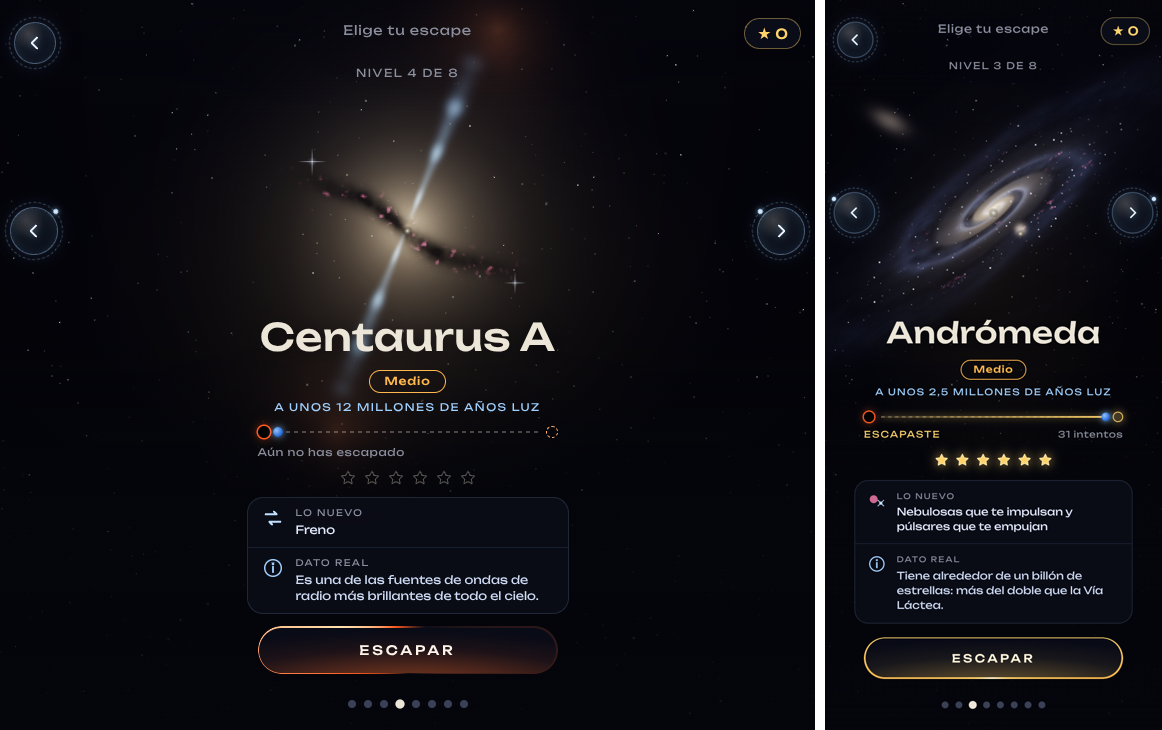 Elige tu escape
★ 0
NIVEL 4 DE 8
Centaurus A
Medio
A UNOS 12 MILLONES DE AÑOS LUZ
Aún no has escapado
LO NUEVO
Freno
DATO REAL
Es una de las fuentes de ondas de
radio más brillantes de todo el cielo.
ESCAPAR
Elige tu escape
★ 0
NIVEL 3 DE 8
Andrómeda
Medio
A UNOS 2,5 MILLONES DE AÑOS LUZ
ESCAPASTE
31 intentos
LO NUEVO
Nebulosas que te impulsan y
púlsares que te empujan
DATO REAL
Tiene alrededor de un billón de
estrellas: más del doble que la Vía
Láctea.
ESCAPAR